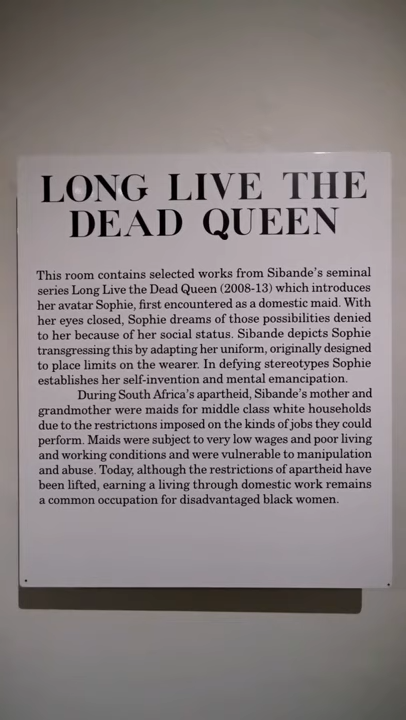 LONG LIVE THE
DEAD QUEEN
This room contains selected works from Sibande's seminal
series Long Live the Dead Queen (2008-13) which introduces
her avatar Sophie, first encountered as a domestic maid. With
her eyes closed, Sophie dreams of those possibilities denied
to her because of her social status. Sibande depicts Sophie
transgressing this by adapting her uniform, originally designed
to place limits on the wearer. In defying stereotypes Sophie
establishes her self-invention and mental emancipation.
During South Africa's apartheid, Sibande's mother and
grandmother were maids for middle class white households
due to the restrictions imposed on the kinds of jobs they could
perform. Maids were subject to very low wages and poor living
and working conditions and were vulnerable to manipulation
and abuse. Today, although the restrictions of apartheid have
been lifted, earning a living through domestic work remains
a common occupation for disadvantaged black women.